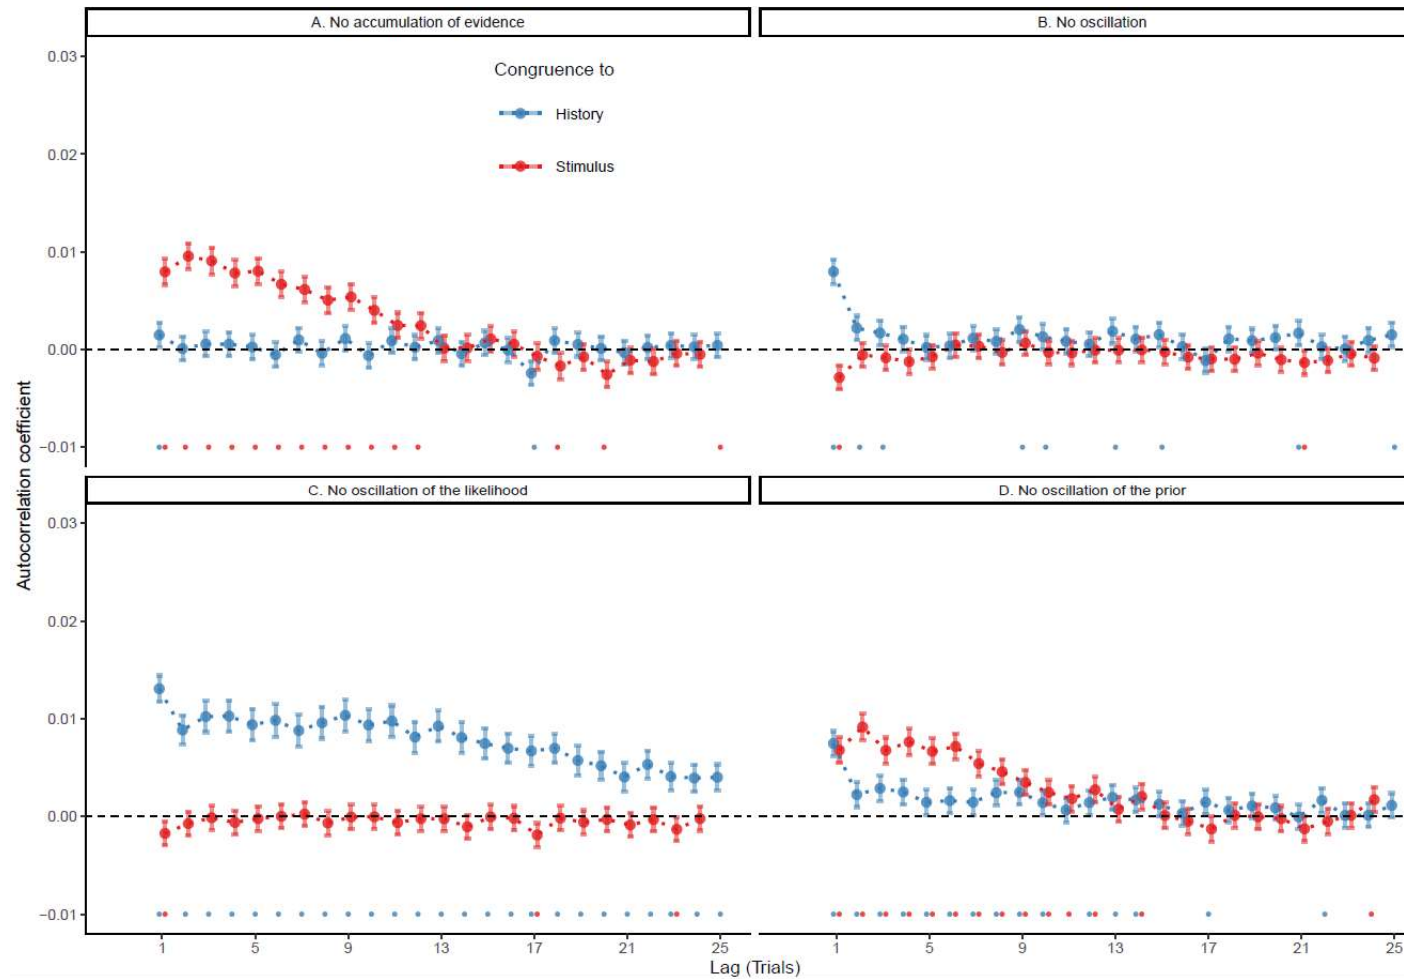 A. No accumulation of evidence
B. No oscillation
Congruence to
History
Stimulus
0.03
0.02
0.01
0.00
−0.01
C. No oscillation of the likelihood
D. No oscillation of the prior
0.03
0.02
0.01
0.00
−0.01
Autocorrelation coefficient
1 5 9 13 17 21 25
1 5 9 13 17 21 25
Lag (Trials)